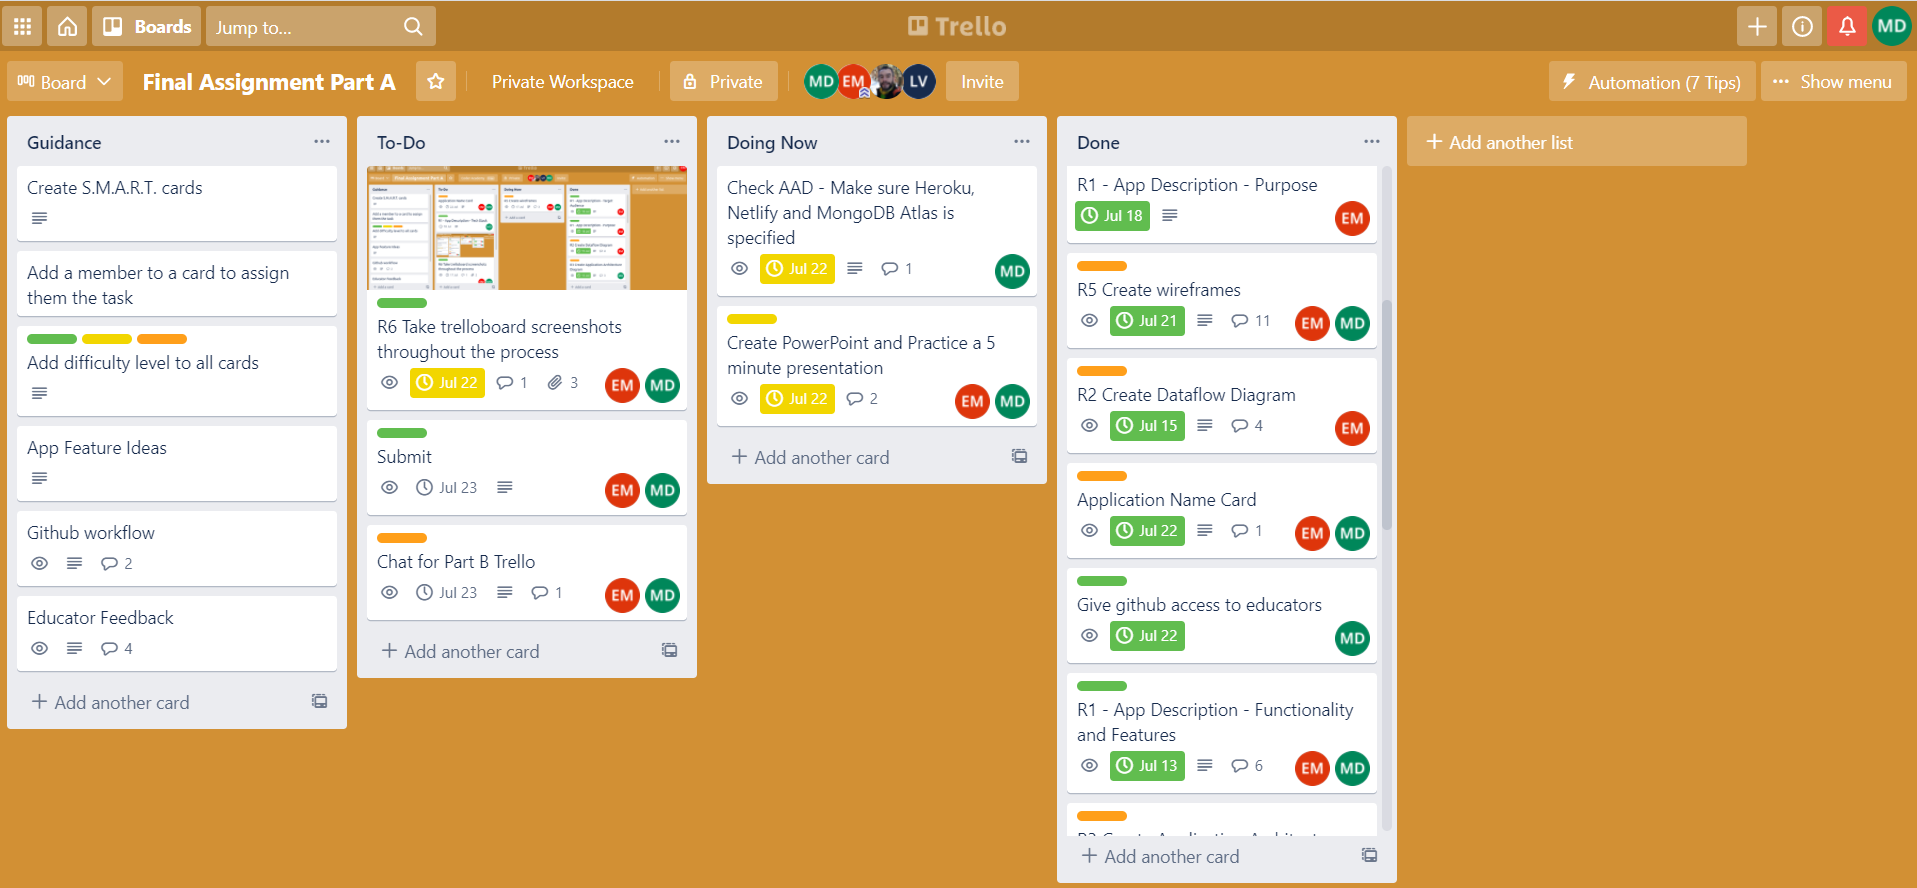 Boards
Jump to...
Trello
MD
Board
Final Assignment Part A
Private Workspace
Private
MD
EM
LV
Invite
Automation (7 Tips)
Show menu
Guidance
Create S.M.A.R.T. cards
Add a member to a card to assign
them the task
Add difficulty level to all cards
App Feature Ideas
Github workflow
2
Educator Feedback
4
Add another card
To-Do
R6 Take trelloboard screenshots
throughout the process
Jul 22 1 3 EM MD
Submit
Jul 23 EM MD
Chat for Part B Trello
Jul 23 1 EM MD
Add another card
Doing Now
Check AAD - Make sure Heroku,
Netlify and MongoDB Atlas is
specified
Jul 22 1 MD
Create PowerPoint and Practice a 5
minute presentation
Jul 22 2 EM MD
Add another card
Done
R1 - App Description - Purpose
Jul 18 EM
R5 Create wireframes
Jul 21 11 EM MD
R2 Create Dataflow Diagram
Jul 15 4 EM
Application Name Card
Jul 22 1 EM MD
Give github access to educators
Jul 22 MD
R1 - App Description - Functionality
and Features
Jul 13 6 EM MD
Add another card
Add another list